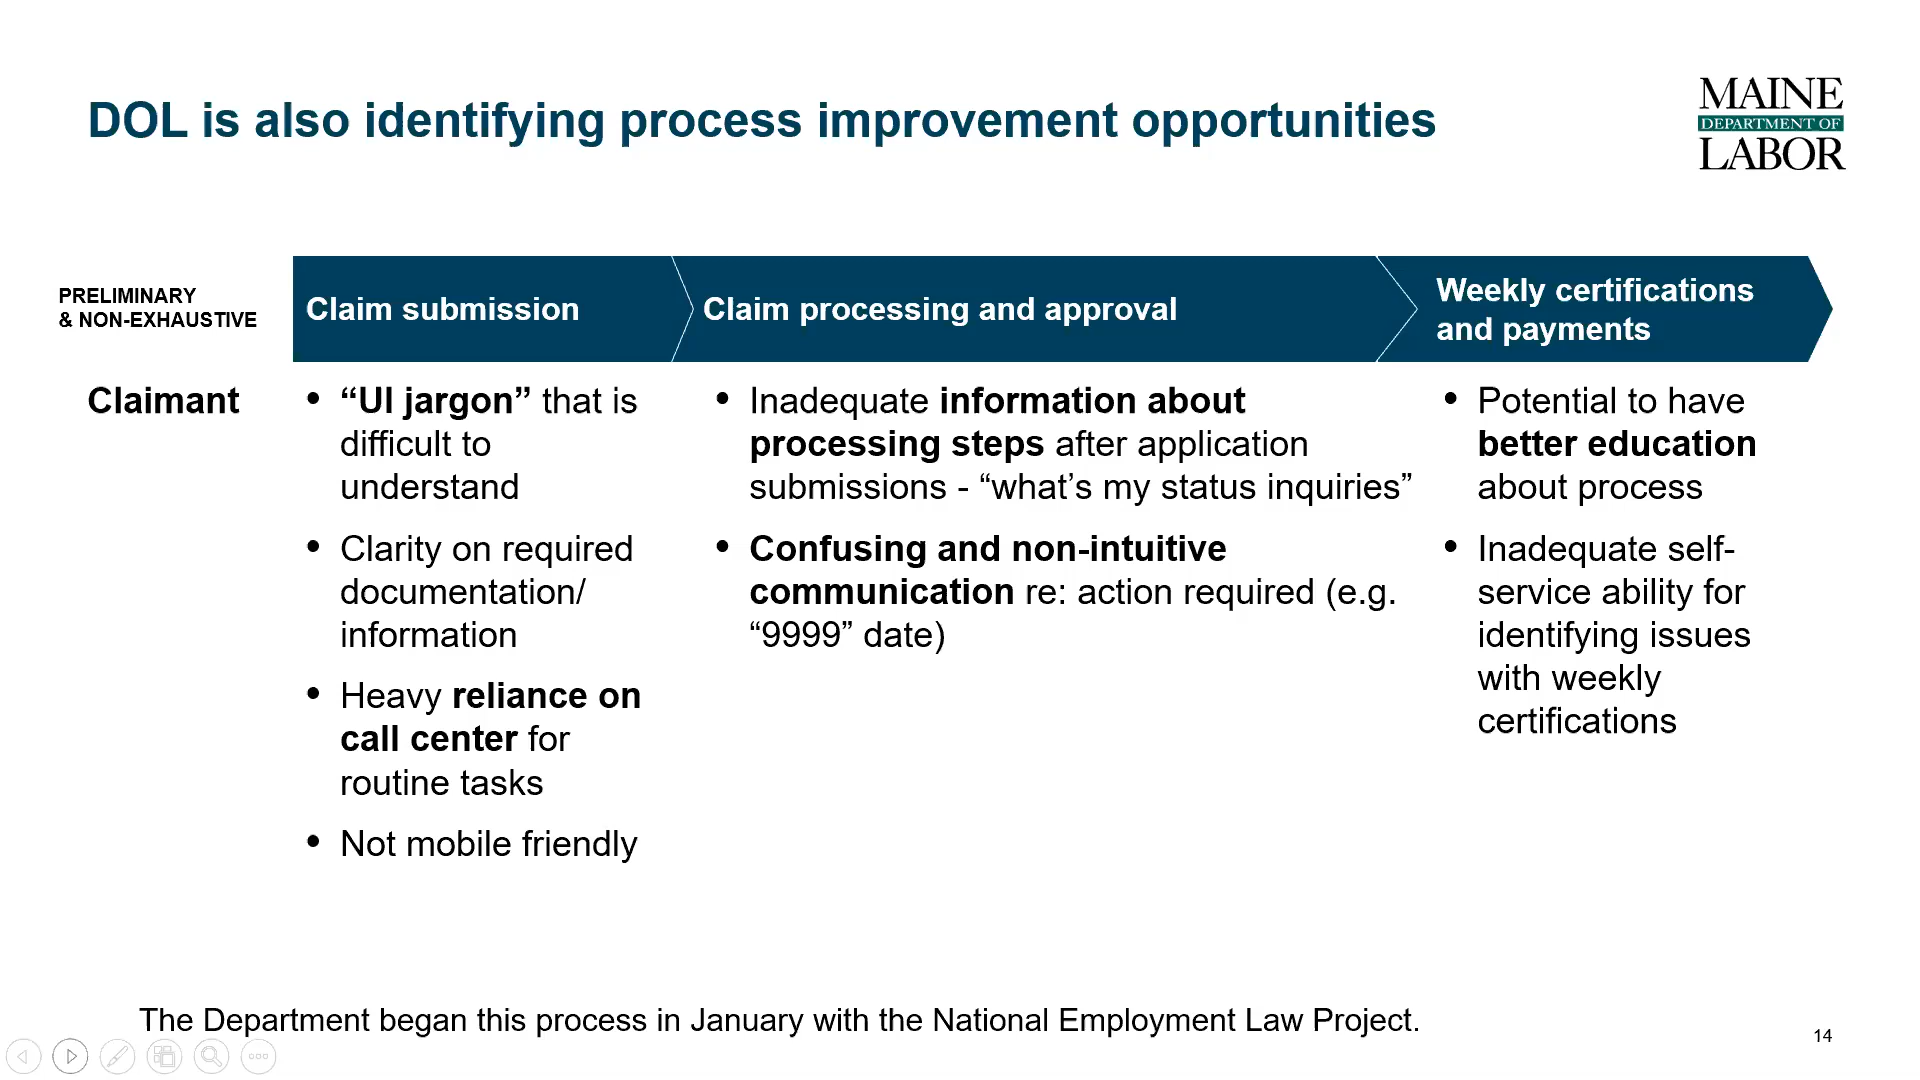 DOL is also identifying process improvement opportunities
MAINE
DEPARTMENT OF
LABOR
PRELIMINARY
& NON-EXHAUSTIVE
Claim submission
Claim processing and approval
Weekly certifications
and payments
Claimant
• “UI jargon” that is
difficult to
understand
• Clarity on required
documentation/
information
• Heavy reliance on
call center for
routine tasks
• Not mobile friendly
• Inadequate information about
processing steps after application
submissions - “what’s my status inquiries”
• Confusing and non-intuitive
communication re: action required (e.g.
“9999” date)
• Potential to have
better education
about process
• Inadequate self-
service ability for
identifying issues
with weekly
certifications
The Department began this process in January with the National Employment Law Project.
14